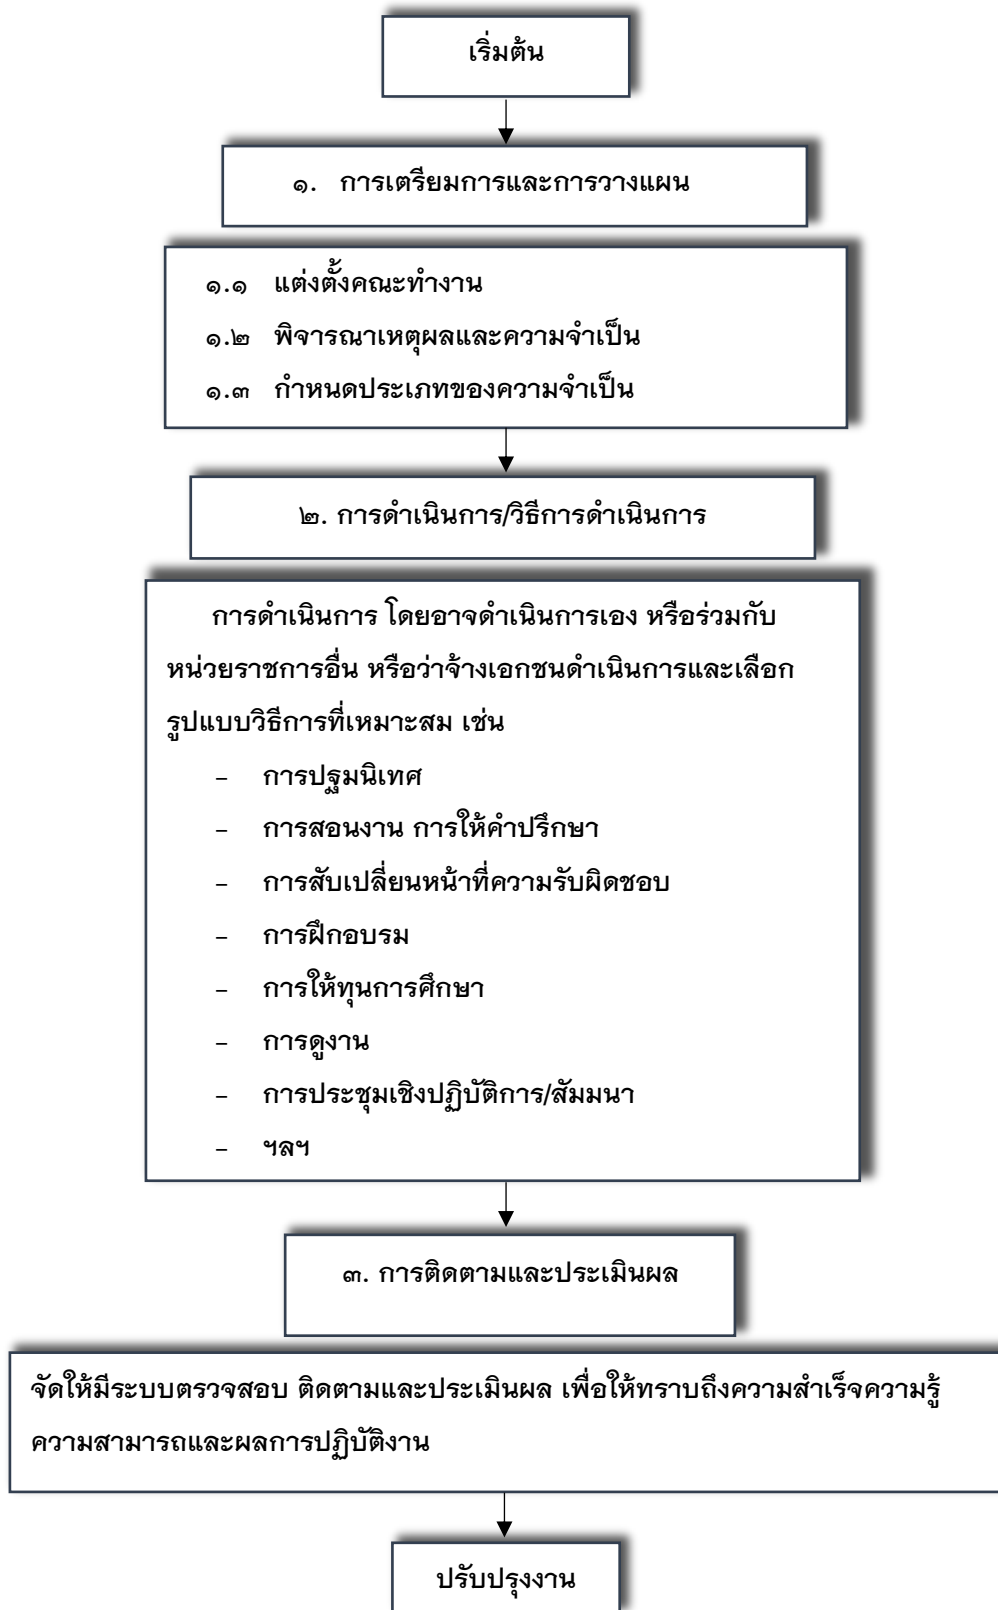 เริ่มต้น
๑. การเตรียมการและการวางแผน
๑.๑ แต่งตั้งคณะทำงาน
๑.๒ พิจารณาเหตุผลและความจำเป็น
๑.๓ กำหนดประเภทของความจำเป็น
๒. การดำเนินการ/วิธีการดำเนินการ
การดำเนินการ โดยอาจดำเนินการเอง หรือร่วมกับ
หน่วยราชการอื่น หรือว่าจ้างเอกชนดำเนินการและเลือก
รูปแบบวิธีการที่เหมาะสม เช่น
- การปฐมนิเทศ
- การสอนงาน การให้คำปรึกษา
- การสับเปลี่ยนหน้าที่ความรับผิดชอบ
- การฝึกอบรม
- การให้ทุนการศึกษา
- การดูงาน
- การประชุมเชิงปฏิบัติการ/สัมมนา
- ฯลฯ
๓. การติดตามและประเมินผล
จัดให้มีระบบตรวจสอบ ติดตามและประเมินผล เพื่อให้ทราบถึงความสำเร็จความรู้
ความสามารถและผลการปฏิบัติงาน
ปรับปรุงงาน